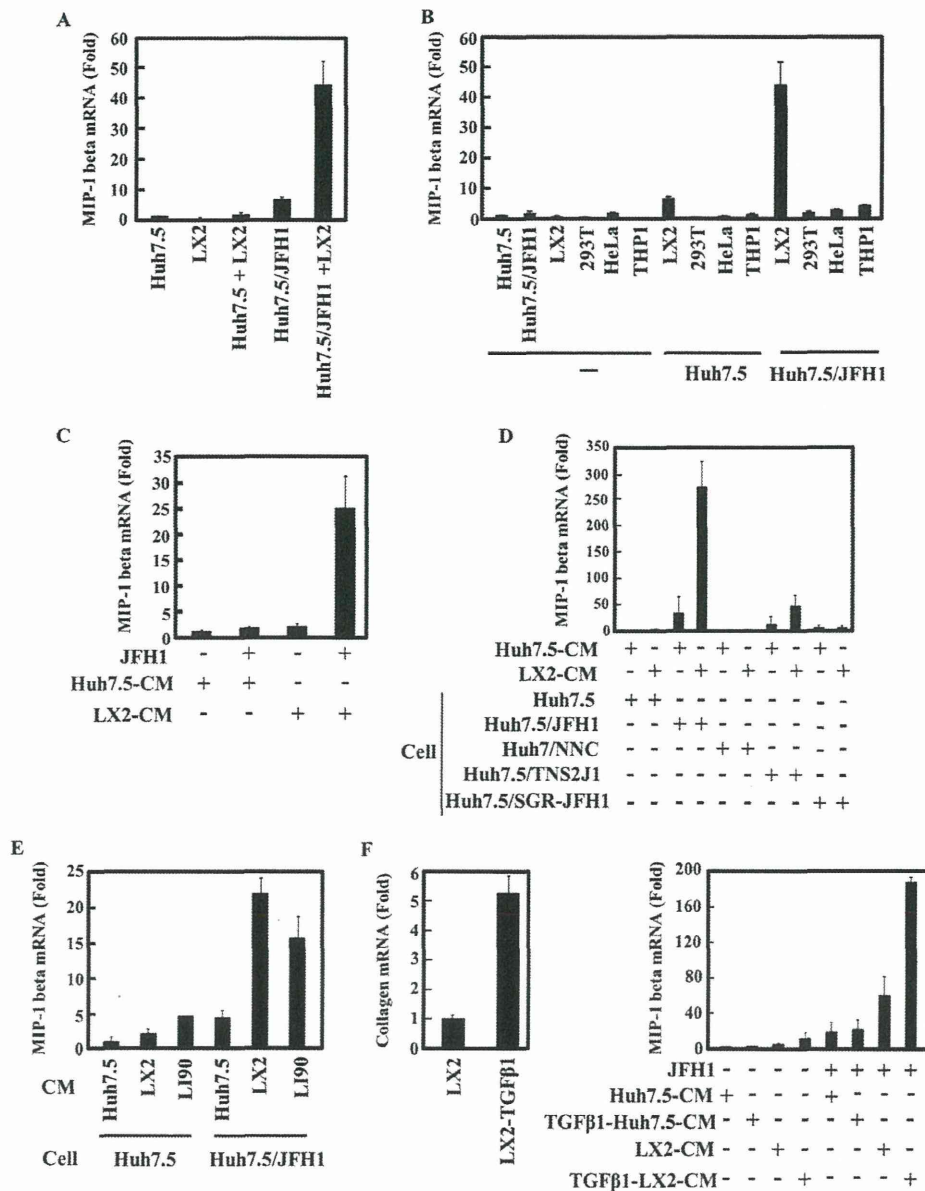 A
MIP-1 beta mRNA (Fold)
60
50
40
30
20
10
0
Huh7.5
LX2
Huh7.5 + LX2
Huh7.5/JFH1
Huh7.5/JFH1 +LX2
B
MIP-1 beta mRNA (Fold)
60
50
40
30
20
10
0
Huh7.5
Huh7.5/JFH1
LX2
293T
HeLa
THP1
LX2
293T
HeLa
THP1
LX2
293T
HeLa
THP1
—
Huh7.5
Huh7.5/JFH1
C
MIP-1 beta mRNA (Fold)
35
30
25
20
15
10
5
0
JFH1 - + - +
Huh7.5-CM + + - -
LX2-CM - - + +
D
MIP-1 beta mRNA (Fold)
350
300
250
200
150
100
50
0
Huh7.5-CM + - + - + - + - + -
LX2-CM - + - + - + - + - +
Cell
Huh7.5 + + - - - - - - - -
Huh7.5/JFH1 - - + + - - - - - -
Huh7/NNC - - - - + + - - - -
Huh7.5/TNS2J1 - - - - - - + + - -
Huh7.5/SGR-JFH1 - - - - - - - - + +
E
MIP-1 beta mRNA (Fold)
25
20
15
10
5
0
CM
Huh7.5
LX2
LI90
Huh7.5
LX2
LI90
Cell
Huh7.5
Huh7.5/JFH1
F
Collagen mRNA (Fold)
6
5
4
3
2
1
0
LX2
LX2-TGFβ1
MIP-1 beta mRNA (Fold)
200
160
120
80
40
0
JFH1 - - - - + + + +
Huh7.5-CM + - - - + - - -
TGFβ1-Huh7.5-CM - + - - - + - -
LX2-CM - - + - - - + -
TGFβ1-LX2-CM - - - + - - - +